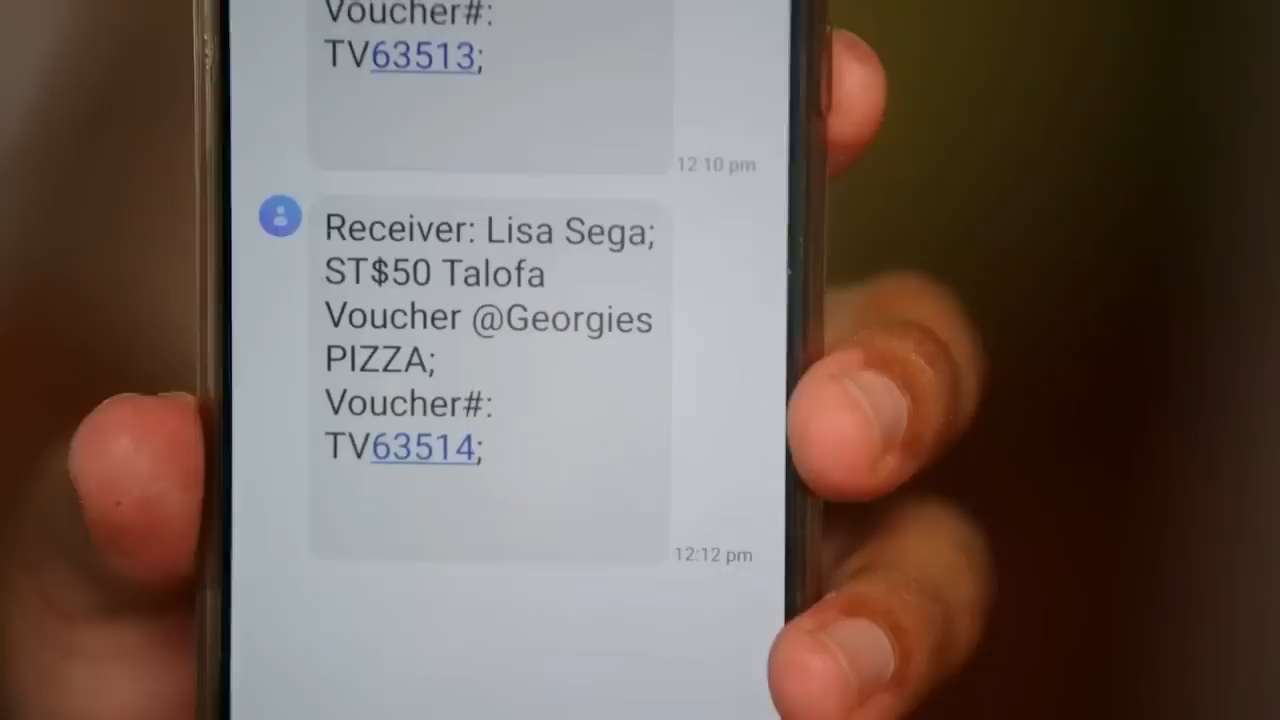 Voucher#:
TV63513;
12:10 pm
Receiver: Lisa Sega;
ST$50 Talofa
Voucher @Georgies
PIZZA;
Voucher#:
TV63514;
12:12 pm